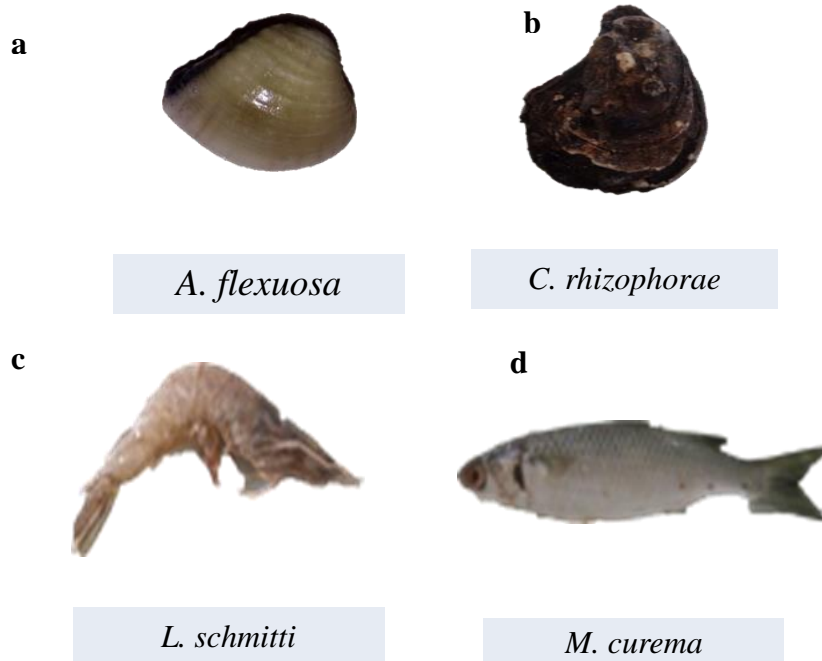 a
b
A. flexuosa
C. rhizophorae
c
d
L. schmitti
M. curema